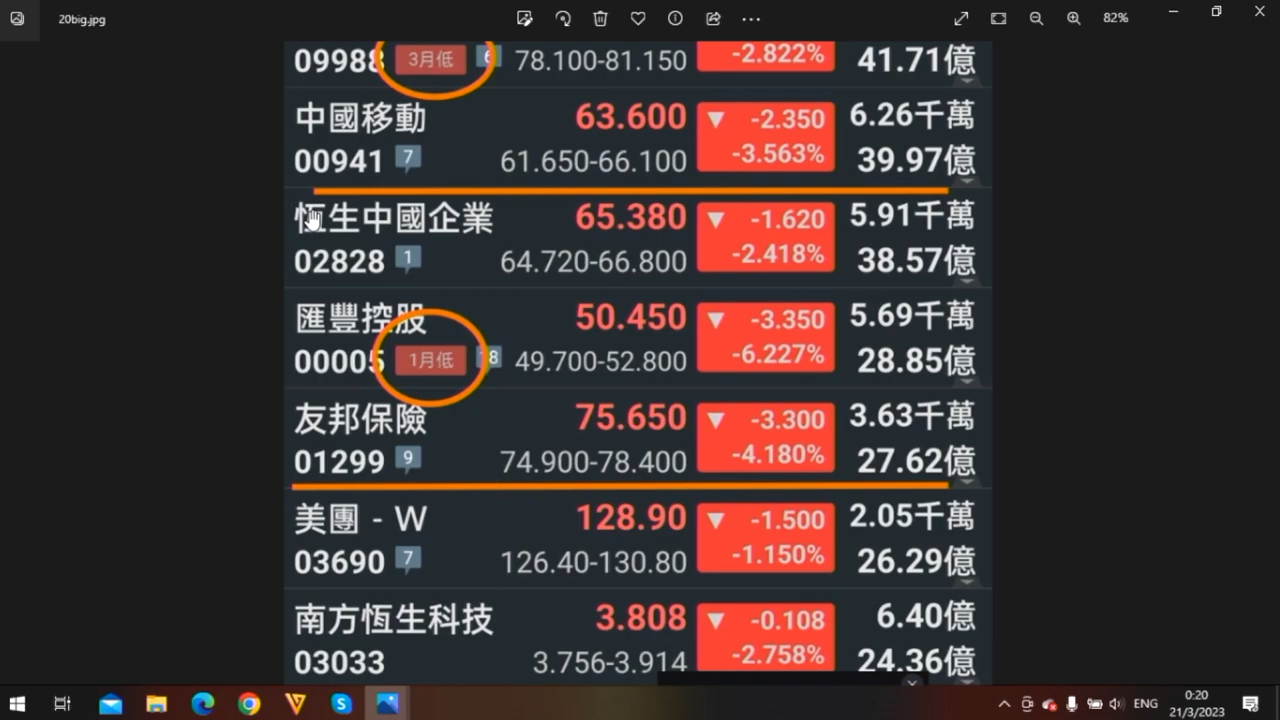 20big.jpg
82%
09988 3月低 6 78.100-81.150 -2.822% 41.71億
中國移動 63.600 ▼ -2.350 6.26千萬
00941 7 61.650-66.100 -3.563% 39.97億
恆生中國企業 65.380 ▼ -1.620 5.91千萬
02828 1 64.720-66.800 -2.418% 38.57億
匯豐控股 50.450 ▼ -3.350 5.69千萬
00005 1月低 8 49.700-52.800 -6.227% 28.85億
友邦保險 75.650 ▼ -3.300 3.63千萬
01299 9 74.900-78.400 -4.180% 27.62億
美團 - W 128.90 ▼ -1.500 2.05千萬
03690 7 126.40-130.80 -1.150% 26.29億
南方恆生科技 3.808 ▼ -0.108 6.40億
03033 3.756-3.914 -2.758% 24.36億
ENG
0:20
21/3/2023